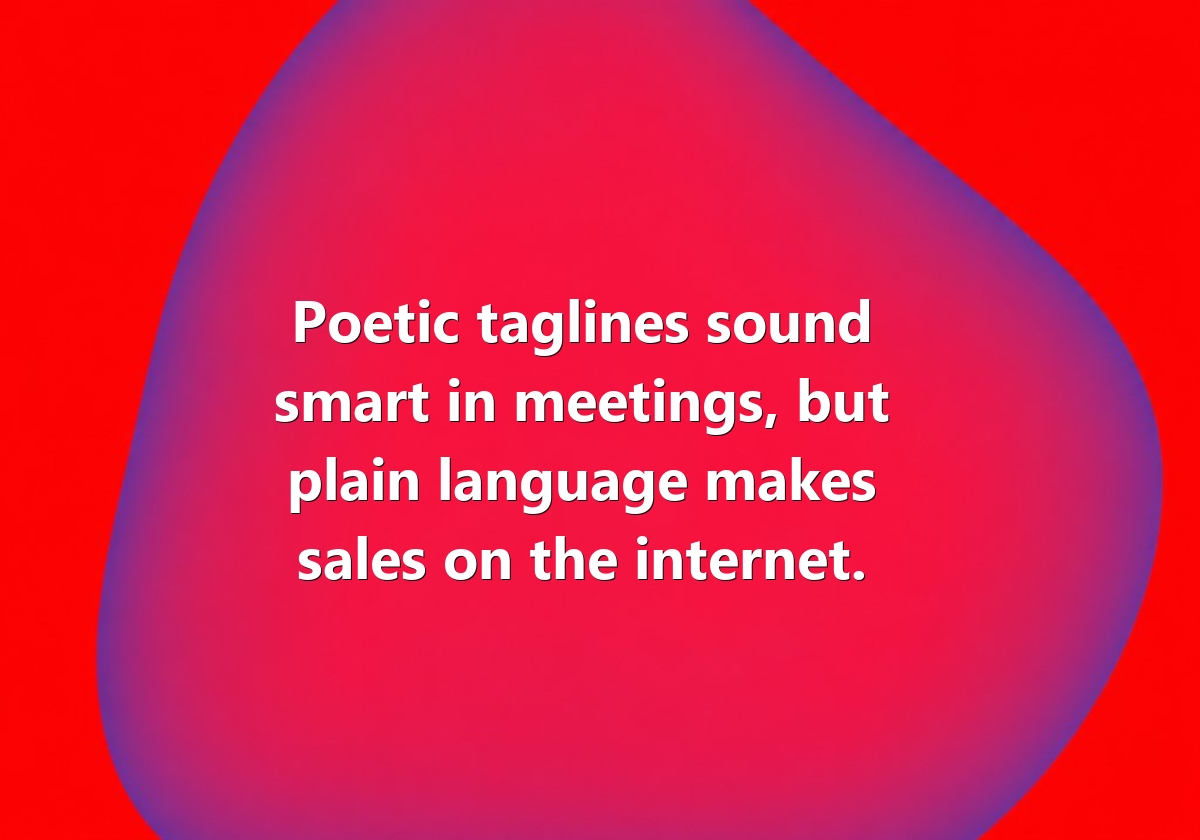 Poetic taglines sound
smart in meetings, but
plain language makes
sales on the internet.